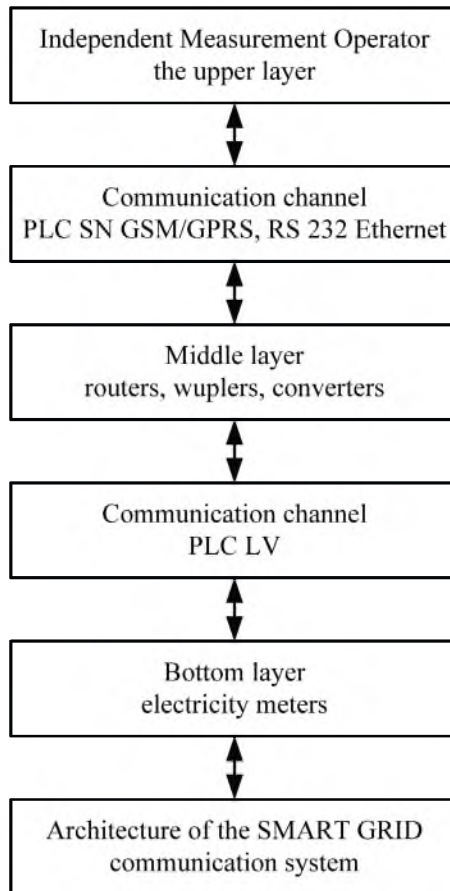 Independent Measurement Operator
the upper layer
Communication channel
PLC SN GSM/GPRS, RS 232 Ethernet
Middle layer
routers, wuplers, converters
Communication channel
PLC LV
Bottom layer
electricity meters
Architecture of the SMART GRID
communication system